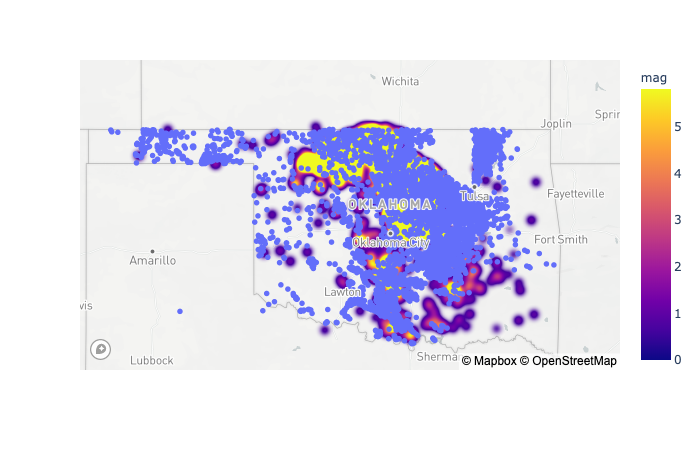 Wichita
mag
5
Joplin
Sprin
4
OKLAHOMA
Tulsa
Fayetteville
3
Oklahoma City
Fort Smith
Amarillo
2
Lawton
vis
1
Lubbock
Sherma
© Mapbox © OpenStreetMap
0